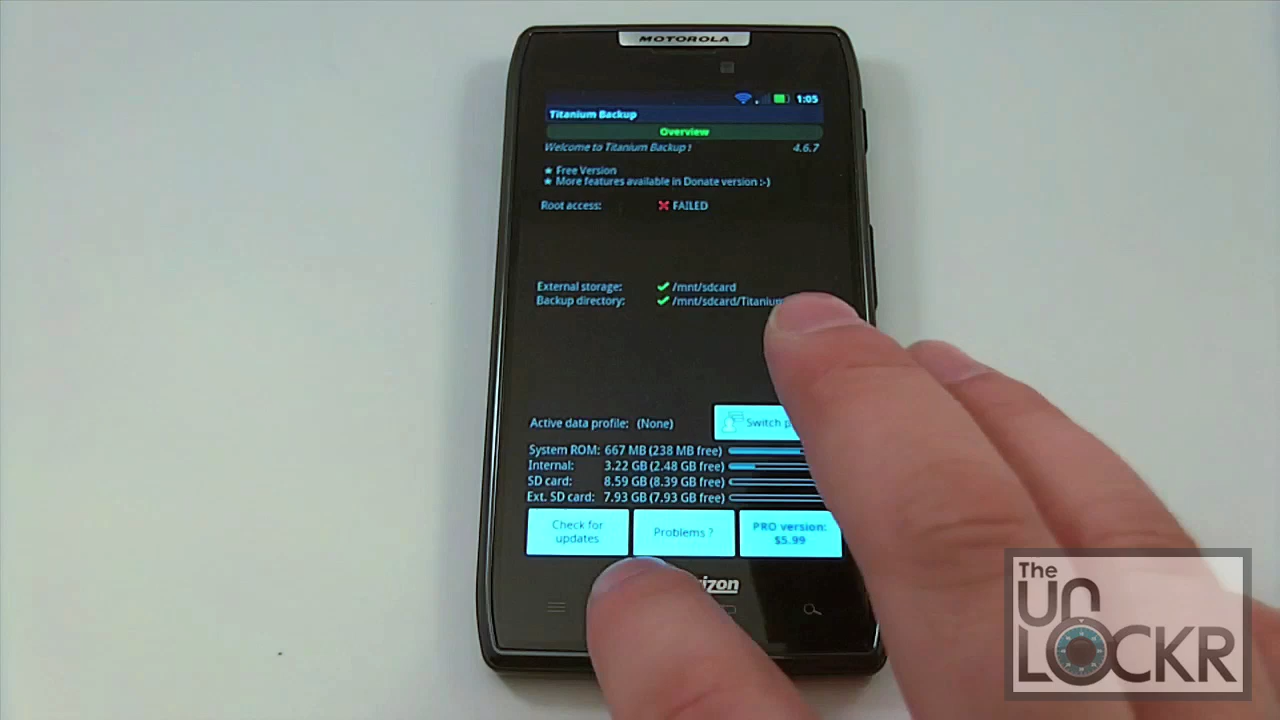 MOTOROLA
1:05
Titanium Backup
Overview
Welcome to Titanium Backup! 4.6.7
★ Free Version
★ More features available in Donate version :-)
Root access: ✘ FAILED
External storage: ✔ /mnt/sdcard
Backup directory: ✔ /mnt/sdcard/Titanium
Active data profile: (None) Switch p
System ROM: 667 MB (238 MB free)
Internal: 3.22 GB (2.48 GB free)
SD card: 8.59 GB (8.39 GB free)
Ext. SD card: 7.93 GB (7.93 GB free)
Check for
updates
Problems ?
PRO version:
$5.99
izon
The
UNLOCKR